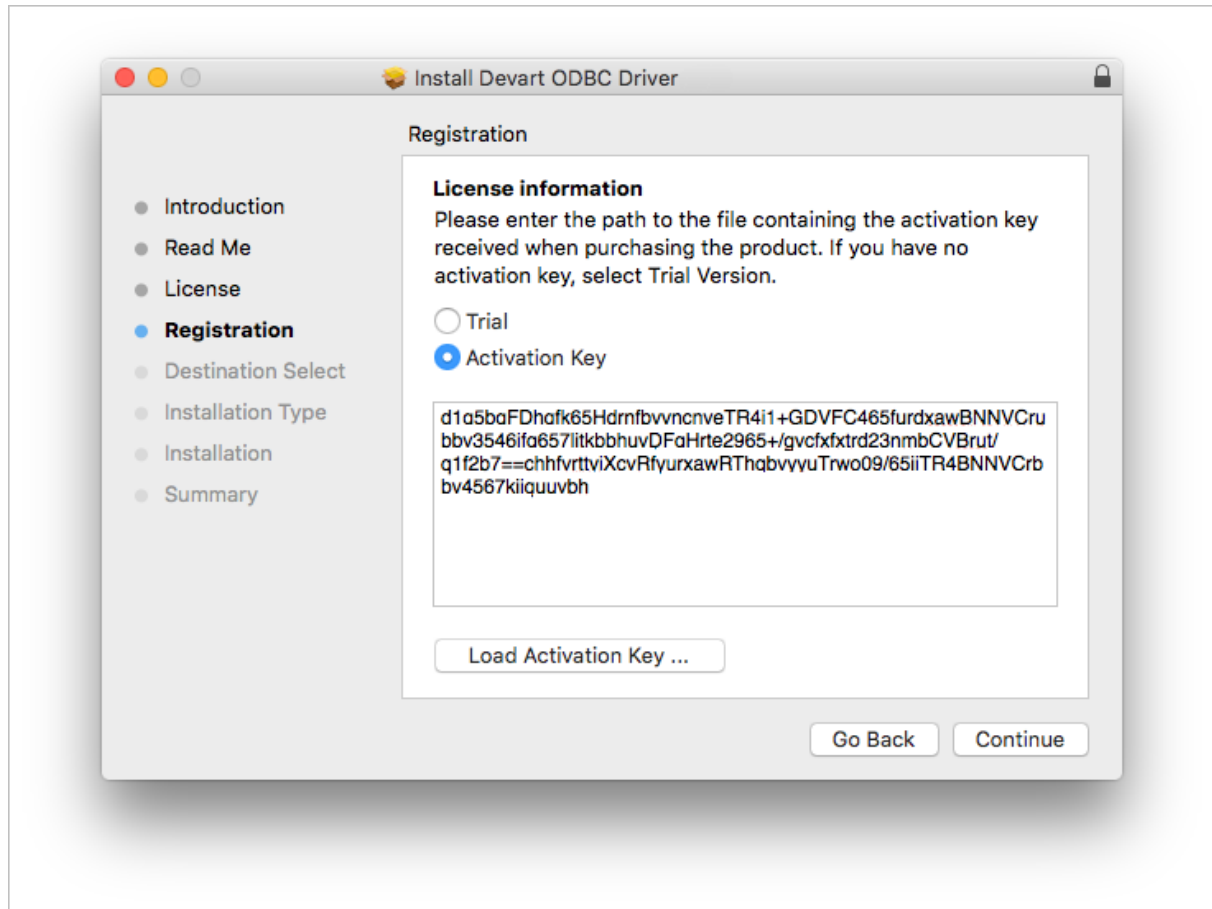 Install Devart ODBC Driver
Registration
Introduction
Read Me
License
Registration
Destination Select
Installation Type
Installation
Summary
License information
Please enter the path to the file containing the activation key
received when purchasing the product. If you have no
activation key, select Trial Version.
Trial
Activation Key
d1g5bgFDhgfk65Hdrnfbvvncnv​eTR4i1+GDVFC465furdxawBNNVCru
bbv3546ifg657litkbbhuvDFgHrte2965+/gvcfxfxtrd23nmbCVBrut/
q1f2b7==chhfvrttviXcvRfyurxawRThgbvyyuTrwo09/65iiTR4BNNVCrb
bv4567kiiquuvbh
Load Activation Key ...
Go Back
Continue